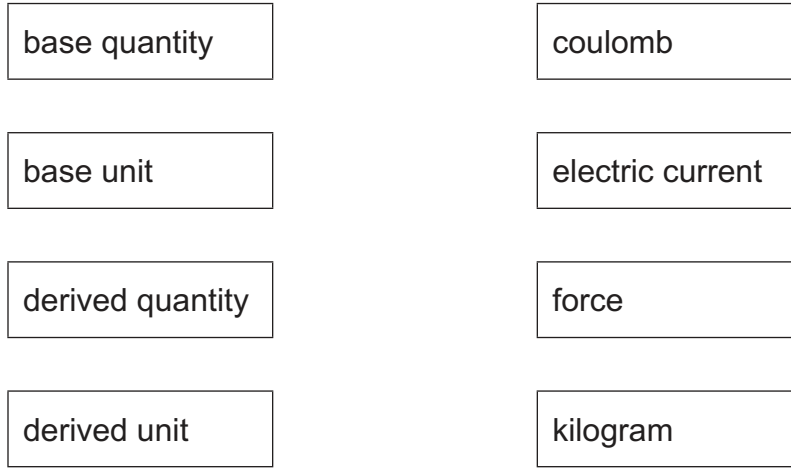 base quantity
coulomb
base unit
electric current
derived quantity
force
derived unit
kilogram